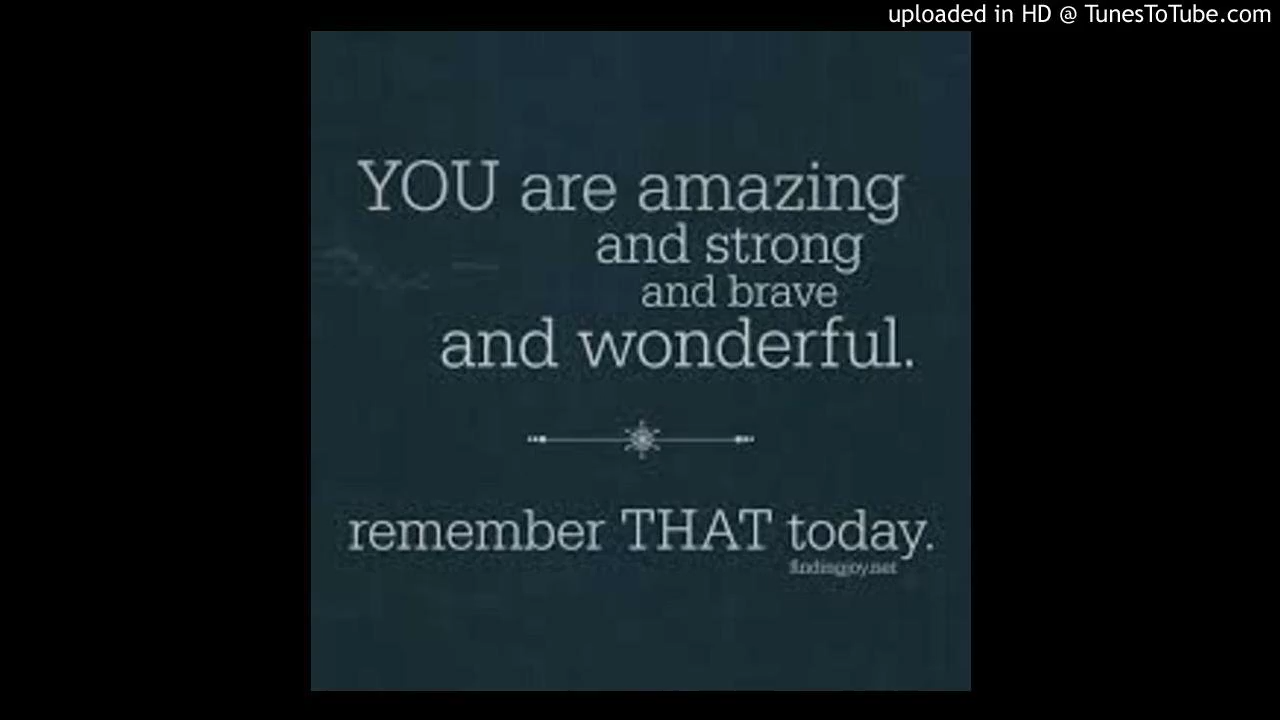 uploaded in HD @ TunesToTube.com
YOU are amazing
and strong
and brave
and wonderful.
remember THAT today.
findingjoy.net